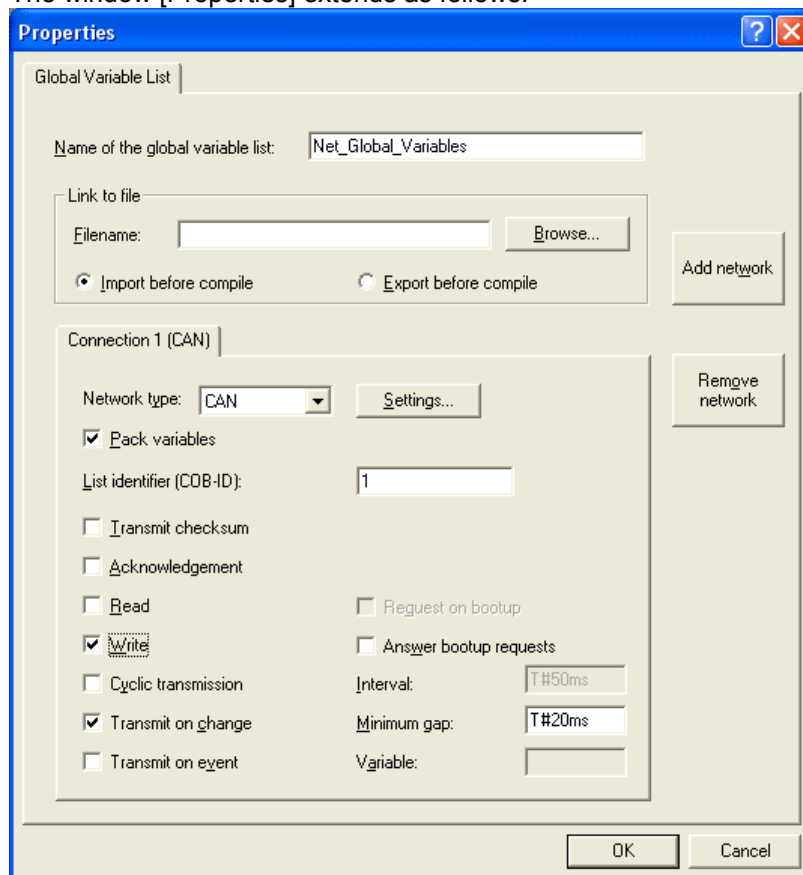 The window [Properties] extends as follows:
Properties
Global Variable List
Name of the global variable list: Net_Global_Variables
Link to file
Filename: Browse...
Import before compile Export before compile
Add network
Connection 1 (CAN)
Remove network
Network type: CAN Settings...
Pack variables
List identifier (COB-ID): 1
Transmit checksum
Acknowledgement
Read Request on bootup
Write Answer bootup requests
Cyclic transmission Interval: T#50ms
Transmit on change Minimum gap: T#20ms
Transmit on event Variable:
OK Cancel